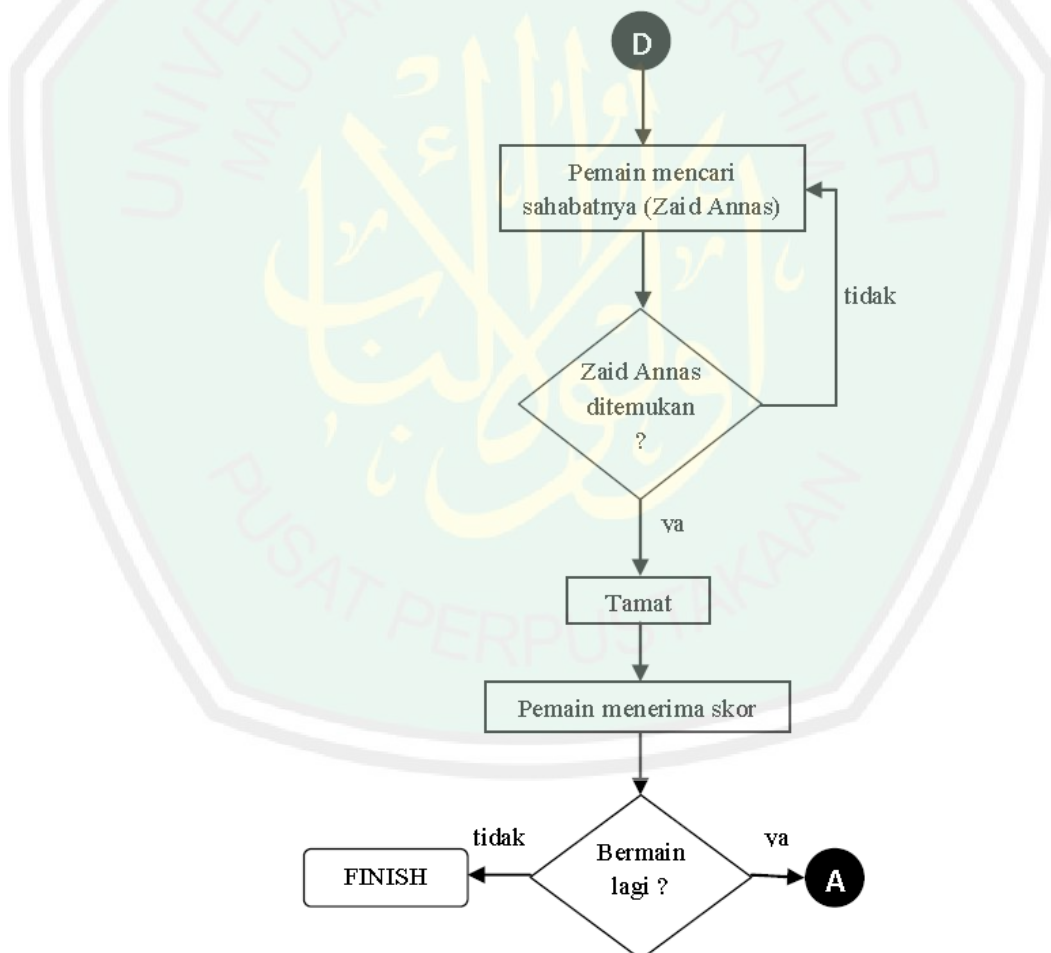 D
Pemain mencari
sahabatnya (Zaid Annas)
tidak
Zaid Annas
ditemukan
?
ya
Tamat
Pemain menerima skor
tidak
ya
Bermain
lagi ?
FINISH
A
PUSAT PERPUSTAKAAN